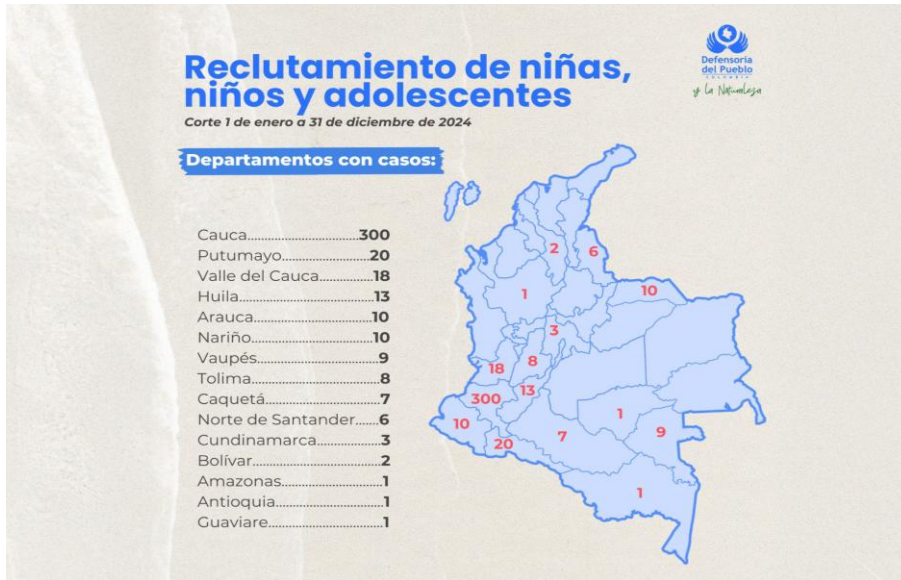 Reclutamiento de niñas,
niños y adolescentes
Corte 1 de enero a 31 de diciembre de 2024
Defensoría
del Pueblo
COLOMBIA
y la Naturaleza
Departamentos con casos:
Cauca..............................300
Putumayo.............................20
Valle del Cauca..................18
Huila..................................13
Arauca................................10
Nariño.................................10
Vaupés................................9
Tolima.................................8
Caquetá..............................7
Norte de Santander......6
Cundinamarca................3
Bolívar.................................2
Amazonas...........................1
Antioquia............................1
Guaviare.............................1
2
6
10
1
3
8
18
13
300
1
10
9
7
20
1